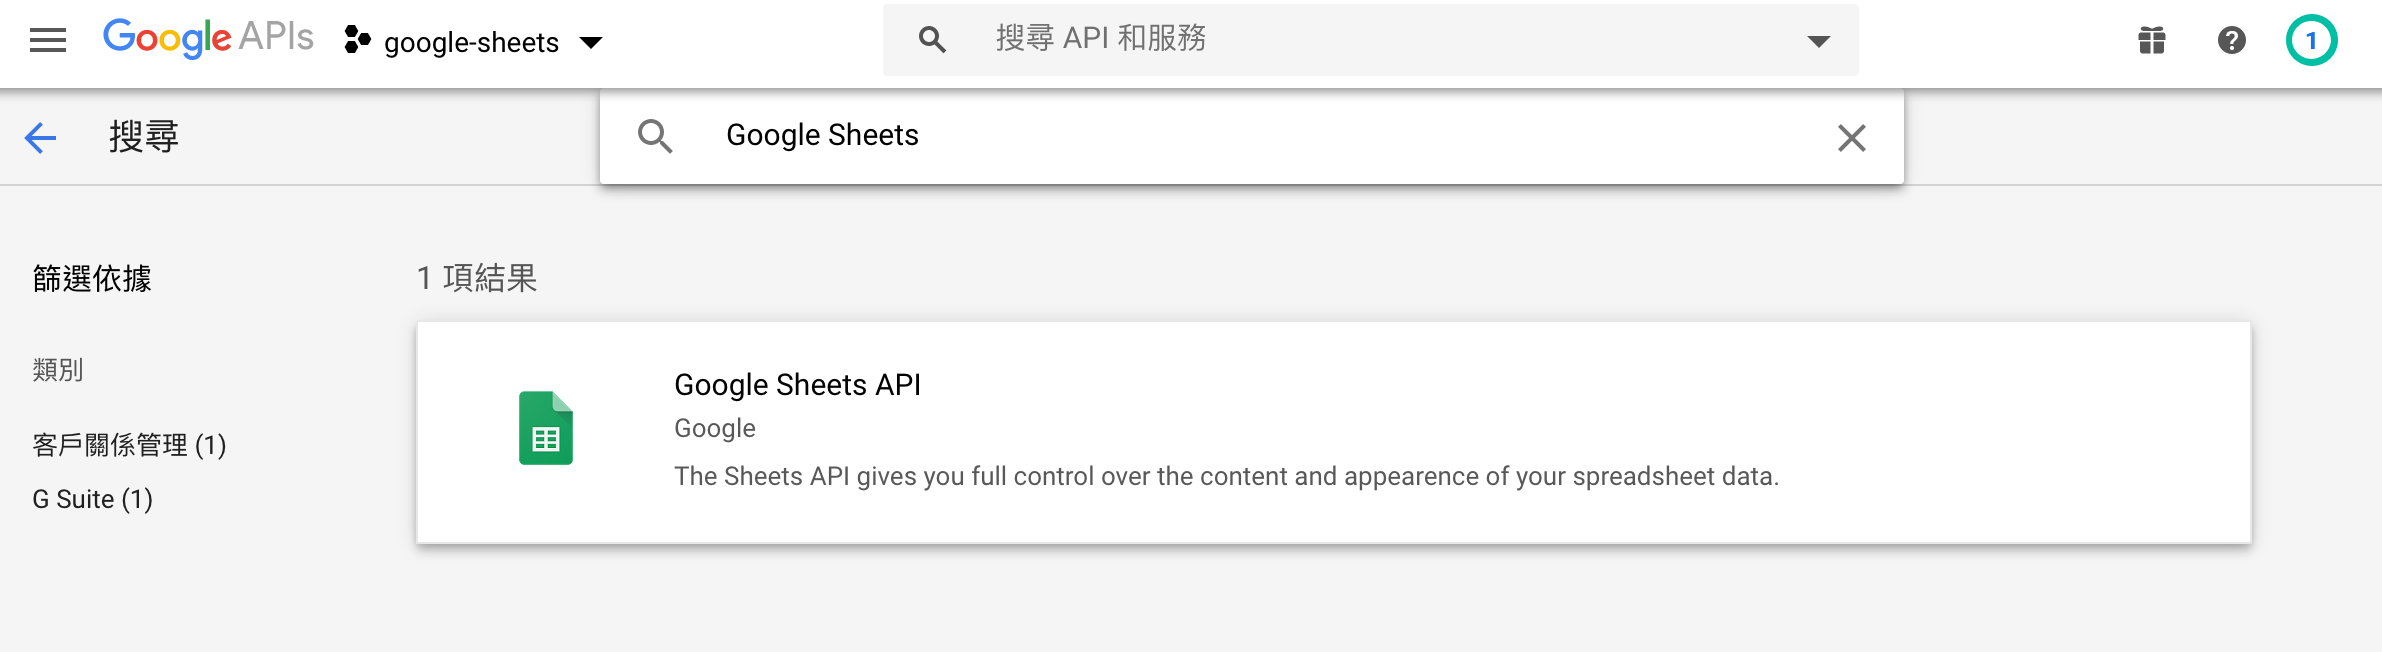 Google APIs google-sheets 搜尋 API 和服務 1
搜尋 Google Sheets
篩選依據
類別
客戶關係管理 (1)
G Suite (1)
1 項結果
Google Sheets API
Google
The Sheets API gives you full control over the content and appearence of your spreadsheet data.